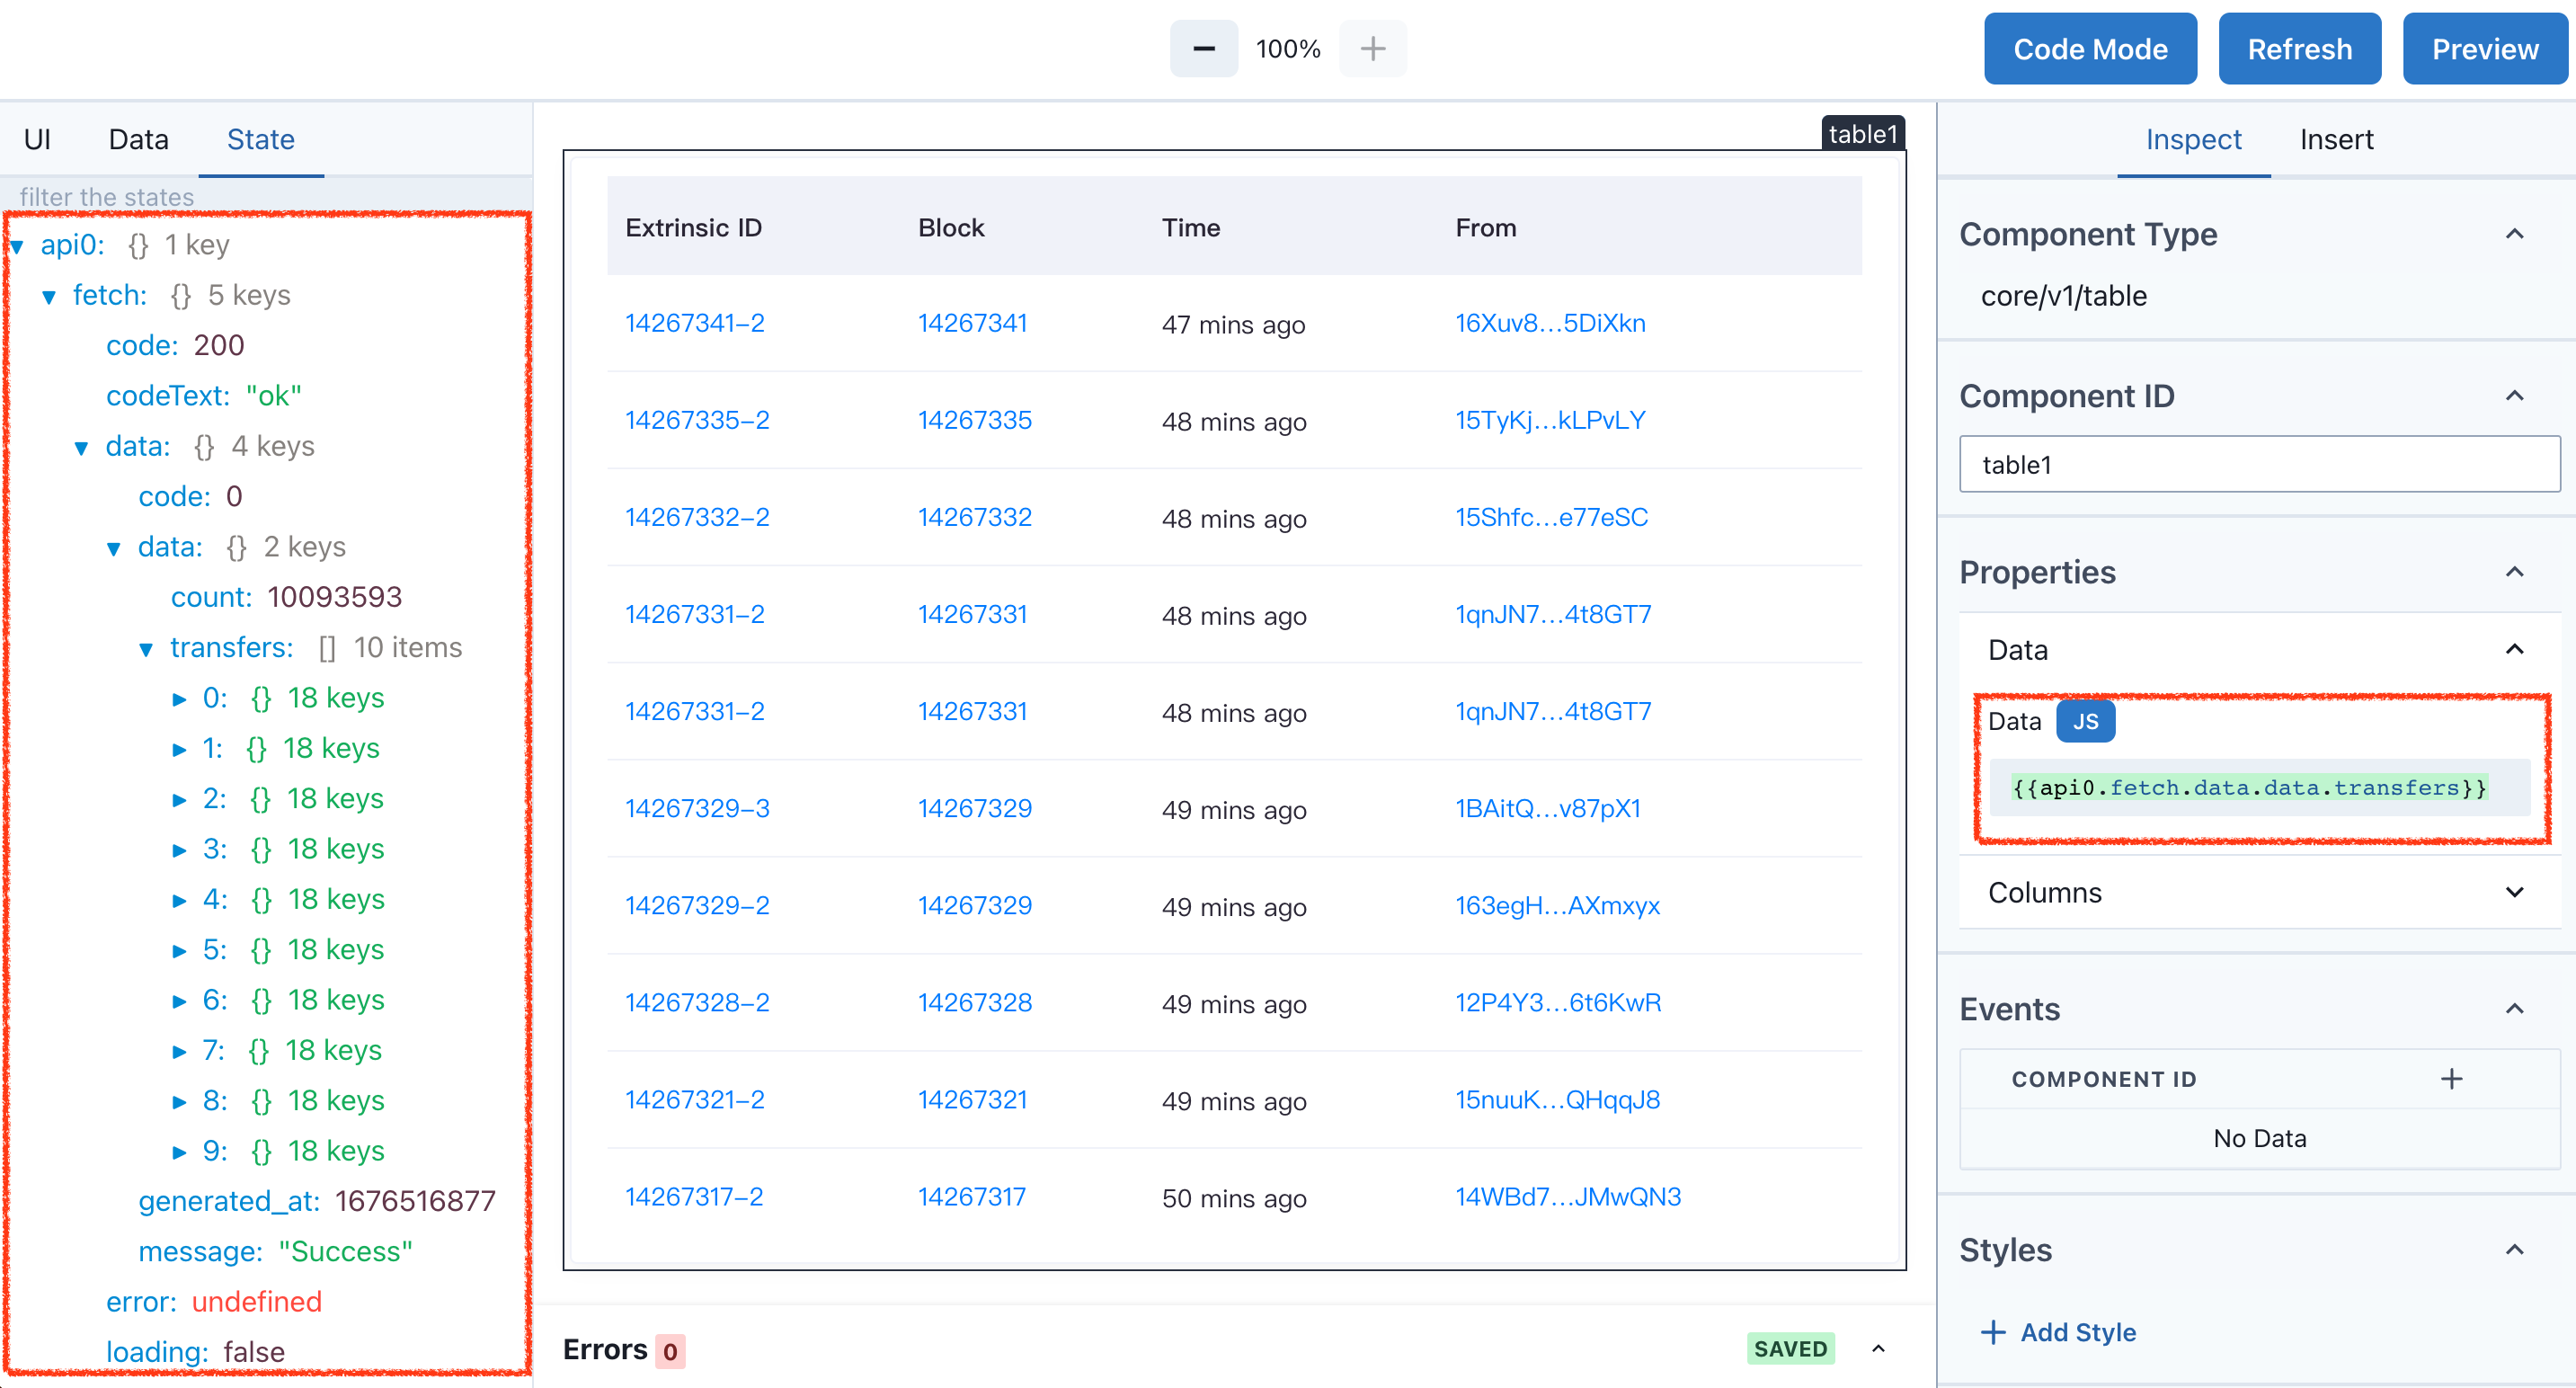 100%
Code Mode
Refresh
Preview
UI
Data
State
filter the states
api0: {} 1 key
fetch: {} 5 keys
code: 200
codeText: "ok"
data: {} 4 keys
code: 0
data: {} 2 keys
count: 10093593
transfers: [] 10 items
0: {} 18 keys
1: {} 18 keys
2: {} 18 keys
3: {} 18 keys
4: {} 18 keys
5: {} 18 keys
6: {} 18 keys
7: {} 18 keys
8: {} 18 keys
9: {} 18 keys
generated_at: 1676516877
message: "Success"
error: undefined
loading: false
table1
Extrinsic ID Block Time From
14267341-2 14267341 47 mins ago 16Xuv8...5DiXkn
14267335-2 14267335 48 mins ago 15TyKj...kLPvLY
14267332-2 14267332 48 mins ago 15Shfc...e77eSC
14267331-2 14267331 48 mins ago 1qnJN7...4t8GT7
14267331-2 14267331 48 mins ago 1qnJN7...4t8GT7
14267329-3 14267329 49 mins ago 1BAitQ...v87pX1
14267329-2 14267329 49 mins ago 163egH...AXmxyx
14267328-2 14267328 49 mins ago 12P4Y3...6t6KwR
14267321-2 14267321 49 mins ago 15nuuK...QHqqJ8
14267317-2 14267317 50 mins ago 14WBd7...JMwQN3
Errors 0
SAVED
Inspect
Insert
Component Type
core/v1/table
Component ID
table1
Properties
Data
Data JS
{{api0.fetch.data.data.transfers}}
Columns
Events
COMPONENT ID
No Data
Styles
Add Style